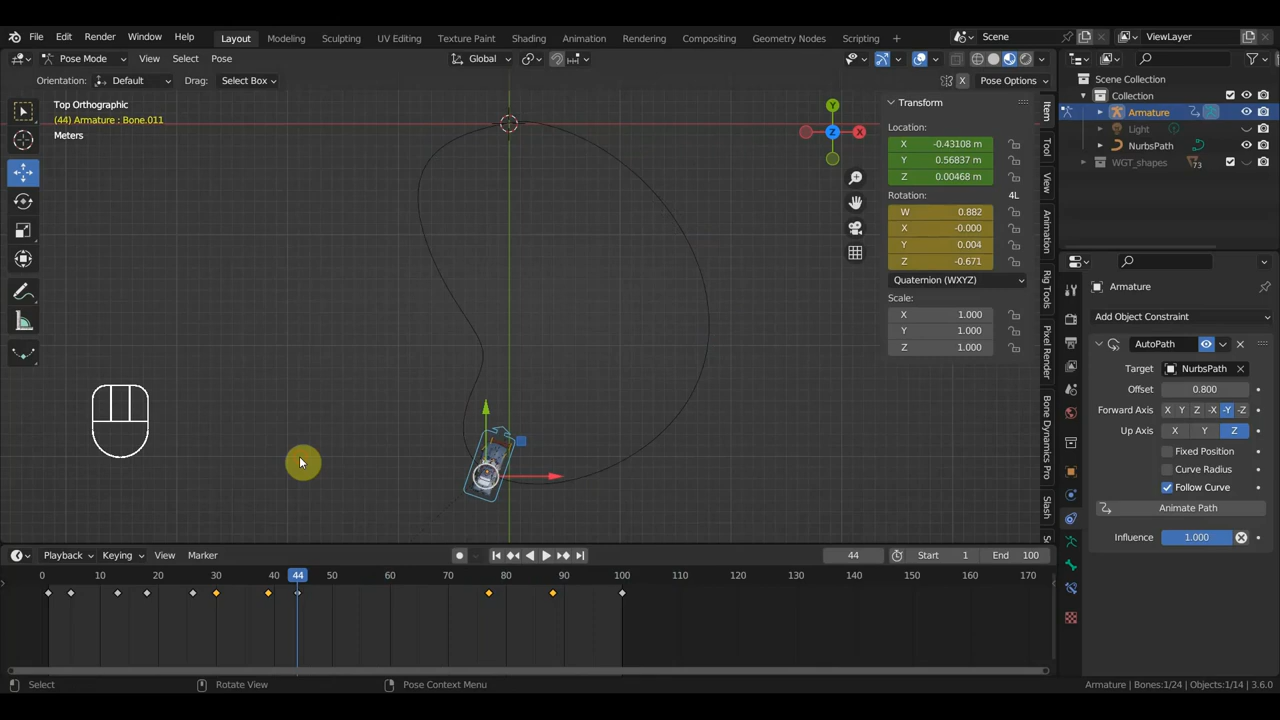 File Edit Render Window Help Layout Modeling Sculpting UV Editing Texture Paint Shading Animation Rendering Compositing Geometry Nodes Scripting Scene ViewLayer
Pose Mode View Select Pose Global
Orientation: Default Drag: Select Box X Pose Options
Scene Collection
Collection
Armature
Light
NurbsPath
WGT_shapes 73
Top Orthographic
(44) Armature : Bone.011
Meters
Y
X
Z
Transform
Location:
X -0.43108 m
Y 0.56837 m
Z 0.00468 m
Rotation: 4L
W 0.882
X -0.000
Y 0.004
Z -0.671
Quaternion (WXYZ)
Scale:
X 1.000
Y 1.000
Z 1.000
Item
Tool
View
Animation
Rig Tools
Pixel Render
Bone Dynamics Pro
Slash
Armature
Add Object Constraint
AutoPath
Target NurbsPath
Offset 0.800
Forward Axis X Y Z -X -Y -Z
Up Axis X Y Z
Fixed Position
Curve Radius
Follow Curve
Animate Path
Influence 1.000
Playback Keying View Marker 44 Start 1 End 100
0 10 20 30 40 44 50 60 70 80 90 100 110 120 130 140 150 160 170
Select Rotate View Pose Context Menu Armature | Bones:1/24 | Objects:1/14 | 3.6.0